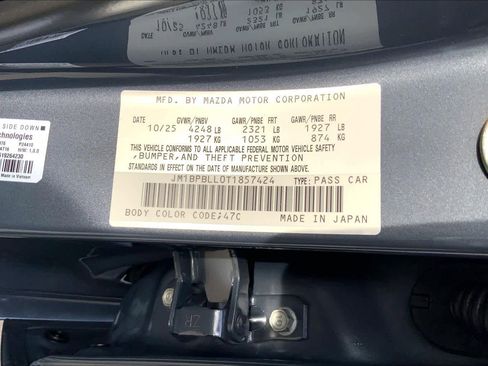 MFD. BY MAZDA MOTOR CORPORATION
DATE GVWR/PNBV GAWR/PNBE FR GAWR/PNBE RR
10/25 4248 LB 2321 LB 1927 LB
1927 KG 1053 KG 874 KG
THIS VEHICLE CONFORMS TO ALL APPLICABLE FEDERAL MOTOR VEHICLE SAFETY
,BUMPER,AND THEFT PREVENTION
STANDARDS IN EFFECT ON THE DATE OF MANUFACTURE SHOWN ABOVE.
JM1BPBLL0T1857424 TYPE: PASS CAR
BODY COLOR CODE:47C MADE IN JAPAN
SIDE DOWN
echnologies